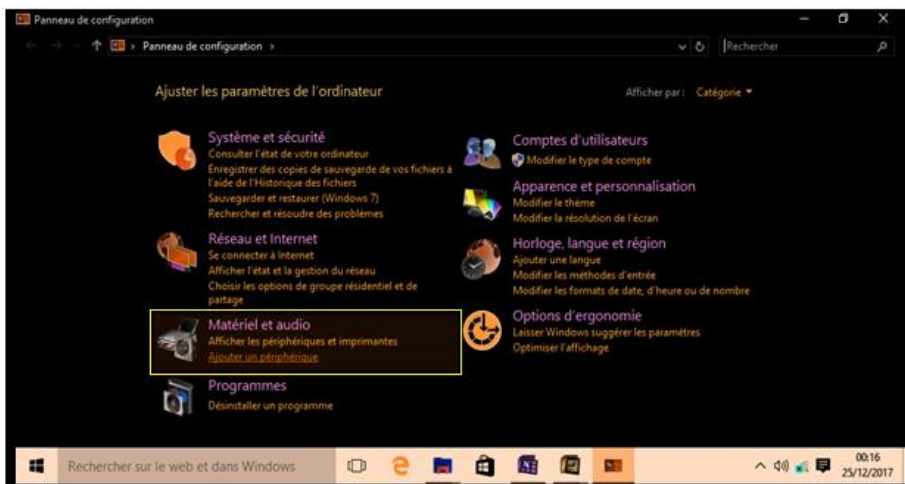 Panneau de configuration
Panneau de configuration
Rechercher
Ajuster les paramètres de l'ordinateur
Afficher par : Catégorie
Système et sécurité
Consulter l'état de votre ordinateur
Enregistrer des copies de sauvegarde de vos fichiers à
l'aide de l'Historique des fichiers
Sauvegarder et restaurer (Windows 7)
Rechercher et résoudre des problèmes
Réseau et Internet
Se connecter à Internet
Afficher l'état et la gestion du réseau
Choisir les options de groupe résidentiel et de
partage
Matériel et audio
Afficher les périphériques et imprimantes
Ajouter un périphérique
Programmes
Désinstaller un programme
Comptes d'utilisateurs
Modifier le type de compte
Apparence et personnalisation
Modifier le thème
Modifier la résolution de l'écran
Horloge, langue et région
Ajouter une langue
Modifier les méthodes d'entrée
Modifier les formats de date, d'heure ou de nombre
Options d'ergonomie
Laisser Windows suggérer les paramètres
Optimiser l'affichage
Rechercher sur le web et dans Windows
00:16
25/12/2017